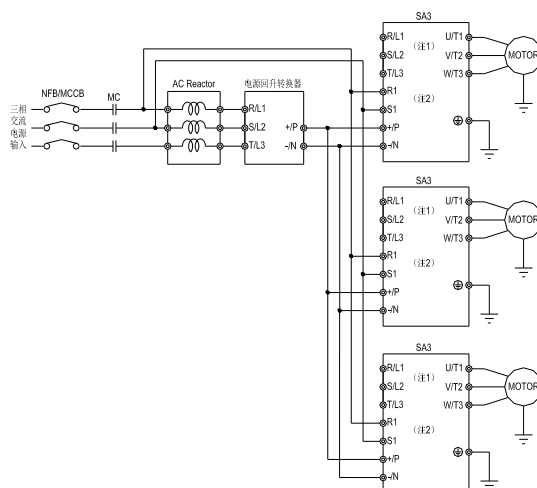 SA3
R/L1
S/L2
T/L3
R1
S1
+/P
-/N
(注1)
(注2)
U/T1
V/T2
W/T3
MOTOR
NFB/MCCB
MC
AC Reactor
电源回升转换器
三相
交流
电源
输入
R/L1
S/L2
T/L3
+/P
-/N
SA3
R/L1
S/L2
T/L3
R1
S1
+/P
-/N
(注1)
(注2)
U/T1
V/T2
W/T3
MOTOR
SA3
R/L1
S/L2
T/L3
R1
S1
+/P
-/N
(注1)
(注2)
U/T1
V/T2
W/T3
MOTOR